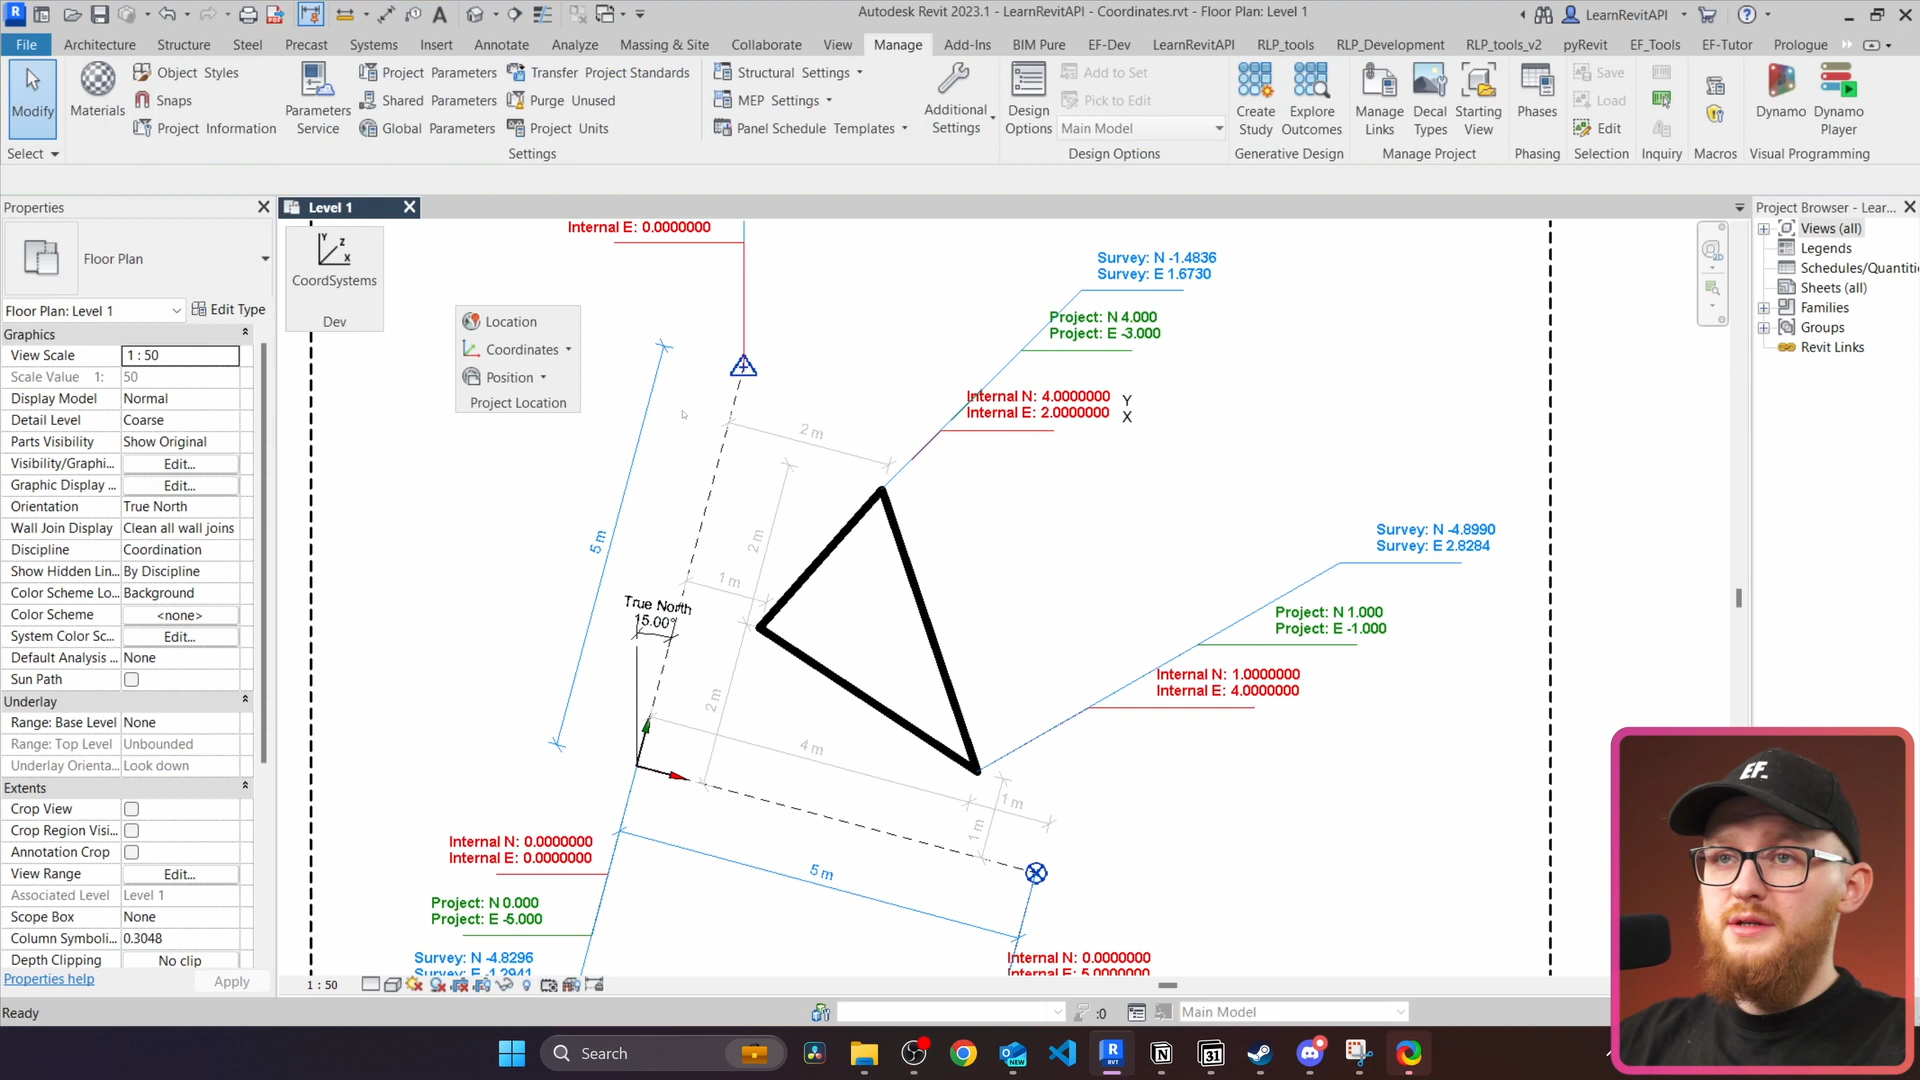 Autodesk Revit 2023.1 - LearnRevitAPI - Coordinates.rvt - Floor Plan: Level 1
LearnRevitAPI
File Architecture Structure Steel Precast Systems Insert Annotate Analyze Massing & Site Collaborate View Manage Add-Ins BIM Pure EF-Dev LearnRevitAPI RLP_tools RLP_Development RLP_tools_v2 pyRevit EF_Tools EF-Tutor Prologue
Modify
Select
Materials
Object Styles
Snaps
Project Information
Parameters
Service
Project Parameters
Shared Parameters
Global Parameters
Transfer Project Standards
Purge Unused
Project Units
Settings
Structural Settings
MEP Settings
Panel Schedule Templates
Additional
Settings
Design
Options
Add to Set
Pick to Edit
Main Model
Design Options
Create
Study
Explore
Outcomes
Generative Design
Manage
Links
Decal
Types
Starting
View
Manage Project
Phases
Phasing
Save
Load
Edit
Selection
Inquiry
Macros
Dynamo
Dynamo
Player
Visual Programming
Properties
Floor Plan
Floor Plan: Level 1
Edit Type
Graphics
View Scale 1 : 50
Scale Value 1: 50
Display Model Normal
Detail Level Coarse
Parts Visibility Show Original
Visibility/Graphi... Edit...
Graphic Display ... Edit...
Orientation True North
Wall Join Display Clean all wall joins
Discipline Coordination
Show Hidden Lin... By Discipline
Color Scheme Lo... Background
Color Scheme <none>
System Color Sc... Edit...
Default Analysis ... None
Sun Path
Underlay
Range: Base Level None
Range: Top Level Unbounded
Underlay Orienta... Look down
Extents
Crop View
Crop Region Visi...
Annotation Crop
View Range Edit...
Associated Level Level 1
Scope Box None
Column Symboli... 0.3048
Depth Clipping No clip
Properties help
Apply
Level 1
Y
Z
X
CoordSystems
Dev
Location
Coordinates
Position
Project Location
Internal E: 0.0000000
Survey: N -1.4836
Survey: E 1.6730
Project: N 4.000
Project: E -3.000
Internal N: 4.0000000
Internal E: 2.0000000
Y
X
2 m
5 m
2 m
1 m
True North
15.00°
2 m
4 m
1 m
1 m
5 m
Survey: N -4.8990
Survey: E 2.8284
Project: N 1.000
Project: E -1.000
Internal N: 1.0000000
Internal E: 4.0000000
Internal N: 0.0000000
Internal E: 0.0000000
Project: N 0.000
Project: E -5.000
Survey: N -4.8296
Survey: E -1.2941
Internal N: 0.0000000
Internal E: 5.0000000
Project Browser - Lear...
Views (all)
Legends
Schedules/Quantiti
Sheets (all)
Families
Groups
Revit Links
EF.
1 : 50
Ready
:0
Main Model
Search
NEW
R
RVT
31